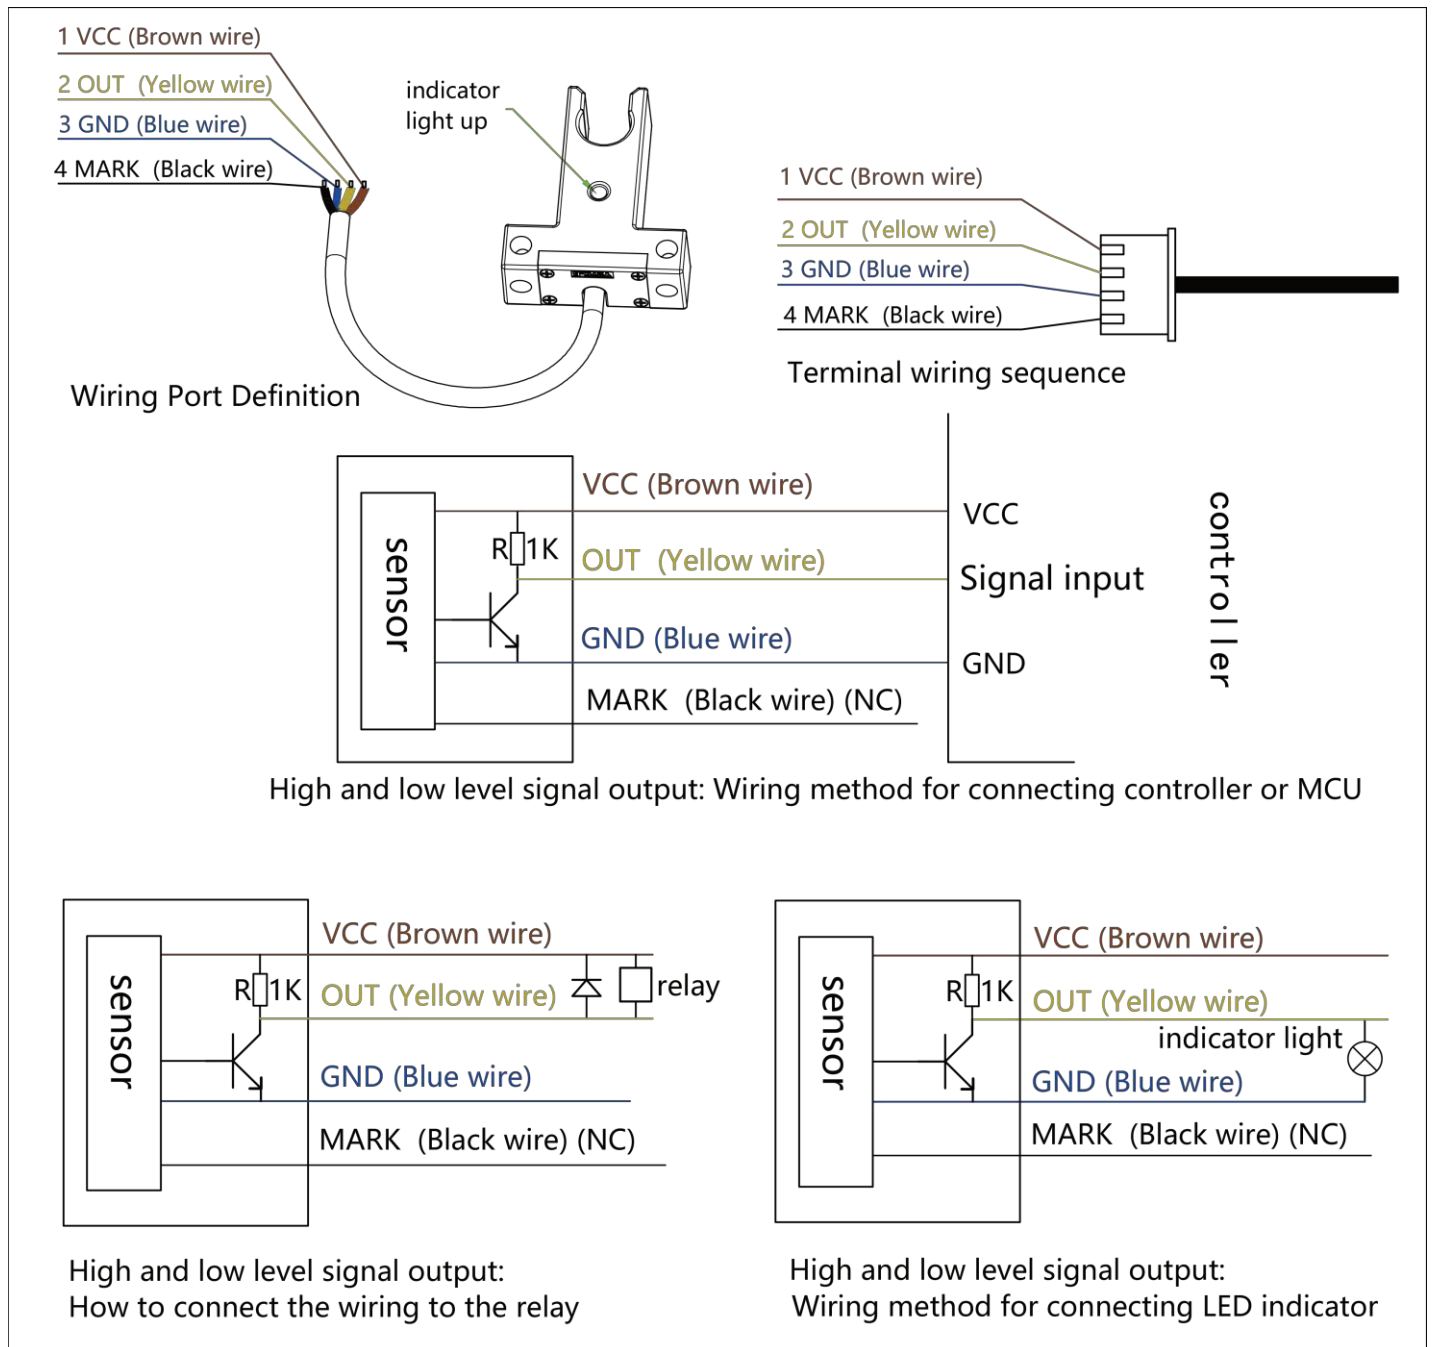 1 VCC (Brown wire)
2 OUT (Yellow wire)
3 GND (Blue wire)
4 MARK (Black wire)
indicator
light up
Wiring Port Definition
1 VCC (Brown wire)
2 OUT (Yellow wire)
3 GND (Blue wire)
4 MARK (Black wire)
Terminal wiring sequence
sensor
R 1K
VCC (Brown wire)
OUT (Yellow wire)
GND (Blue wire)
MARK (Black wire) (NC)
VCC
Signal input
GND
controller
High and low level signal output: Wiring method for connecting controller or MCU
sensor
R 1K
VCC (Brown wire)
OUT (Yellow wire)
relay
GND (Blue wire)
MARK (Black wire) (NC)
High and low level signal output:
How to connect the wiring to the relay
sensor
R 1K
VCC (Brown wire)
OUT (Yellow wire)
indicator light
GND (Blue wire)
MARK (Black wire) (NC)
High and low level signal output:
Wiring method for connecting LED indicator